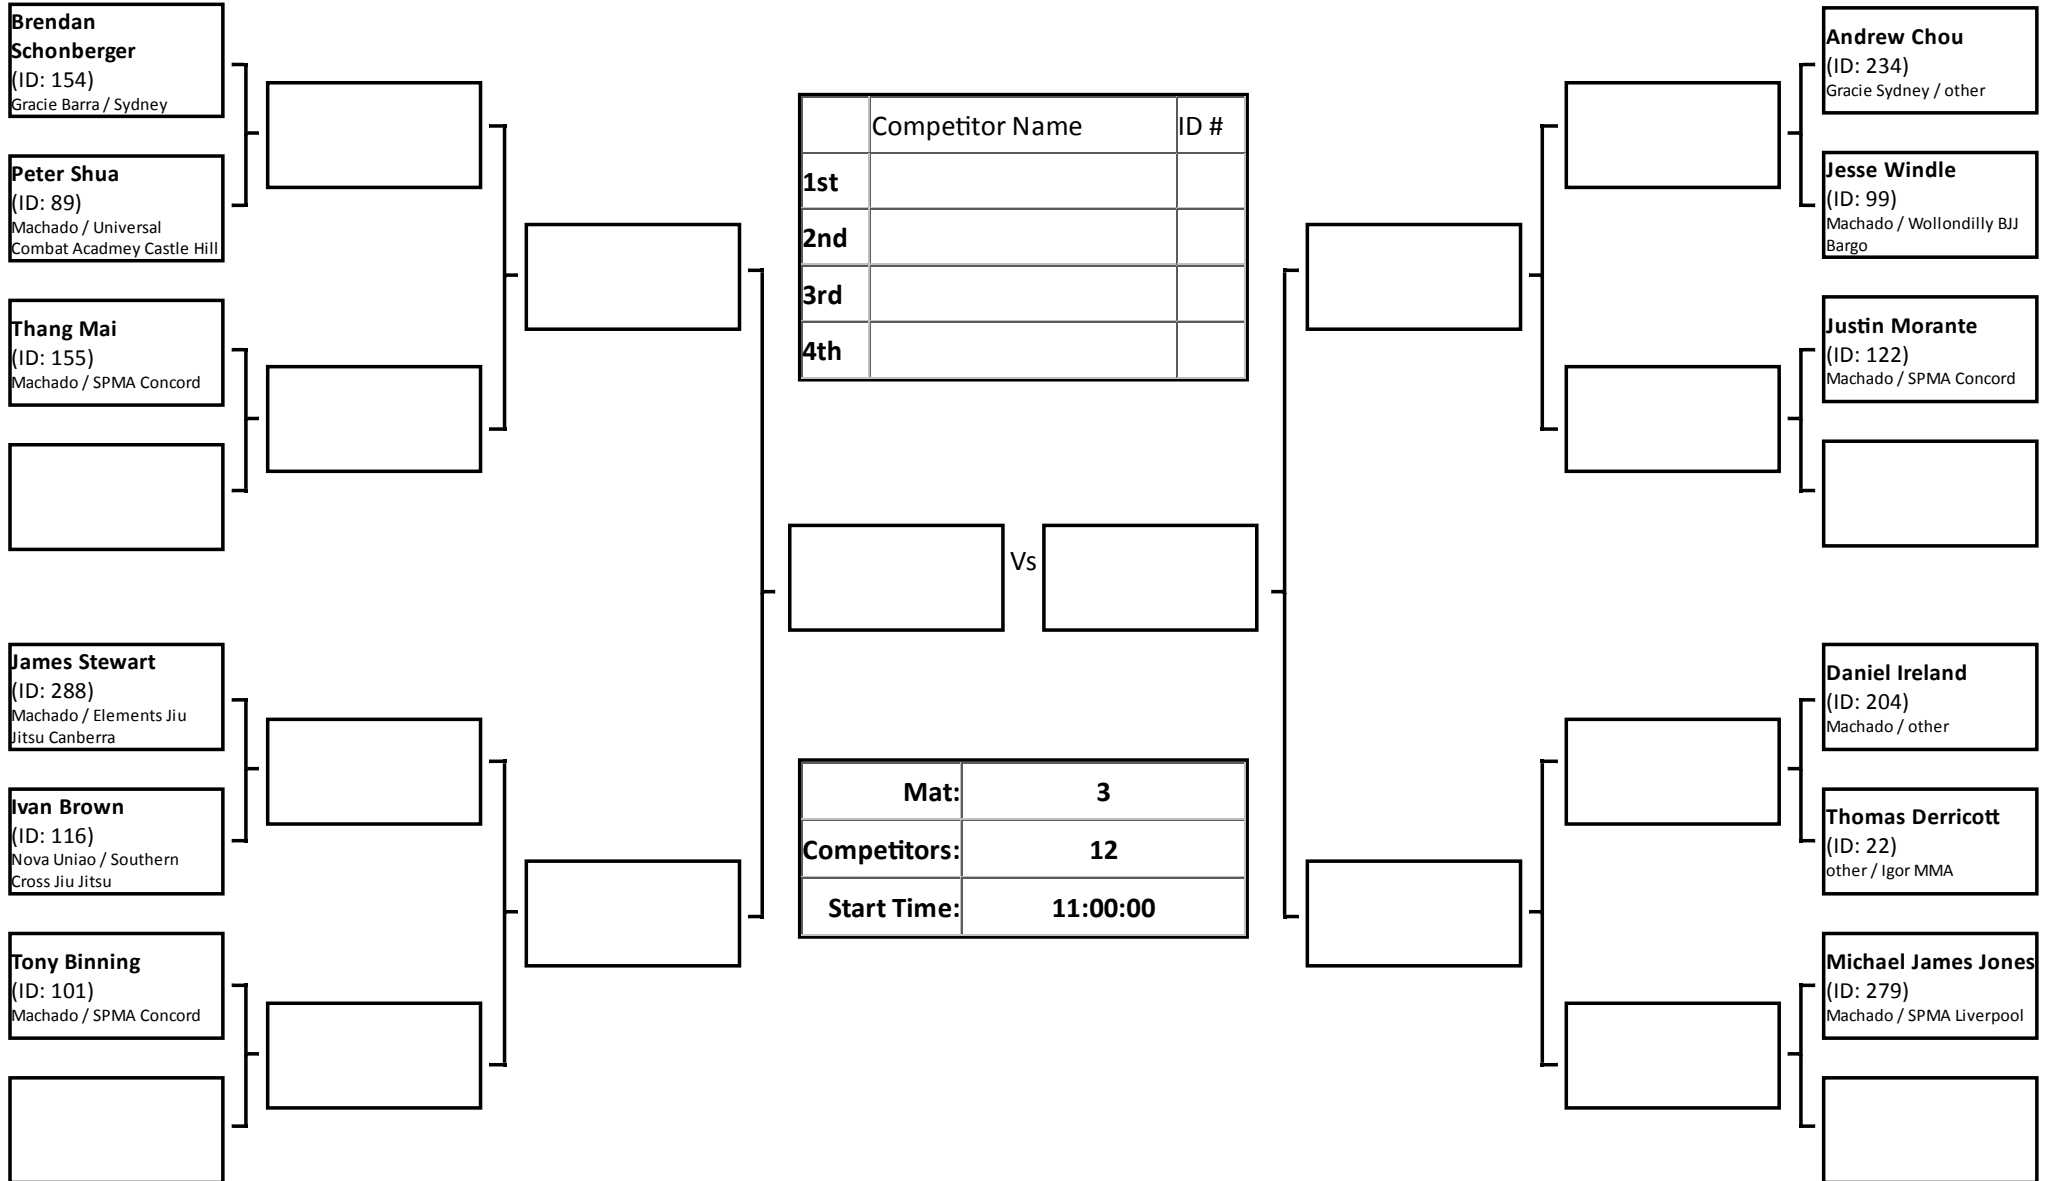 Brendan
Schonberger
(ID: 154)
Gracie Barra / Sydney
Peter Shua
(ID: 89)
Machado / Universal
Combat Acadmey Castle Hill
Thang Mai
(ID: 155)
Machado / SPMA Concord
James Stewart
(ID: 288)
Machado / Elements Jiu
Jitsu Canberra
Ivan Brown
(ID: 116)
Nova Uniao / Southern
Cross Jiu Jitsu
Tony Binning
(ID: 101)
Machado / SPMA Concord
Competitor Name ID #
1st
2nd
3rd
4th
Vs
Mat: 3
Competitors: 12
Start Time: 11:00:00
Andrew Chou
(ID: 234)
Gracie Sydney / other
Jesse Windle
(ID: 99)
Machado / Wollondilly BJJ
Bargo
Justin Morante
(ID: 122)
Machado / SPMA Concord
Daniel Ireland
(ID: 204)
Machado / other
Thomas Derricott
(ID: 22)
other / Igor MMA
Michael James Jones
(ID: 279)
Machado / SPMA Liverpool